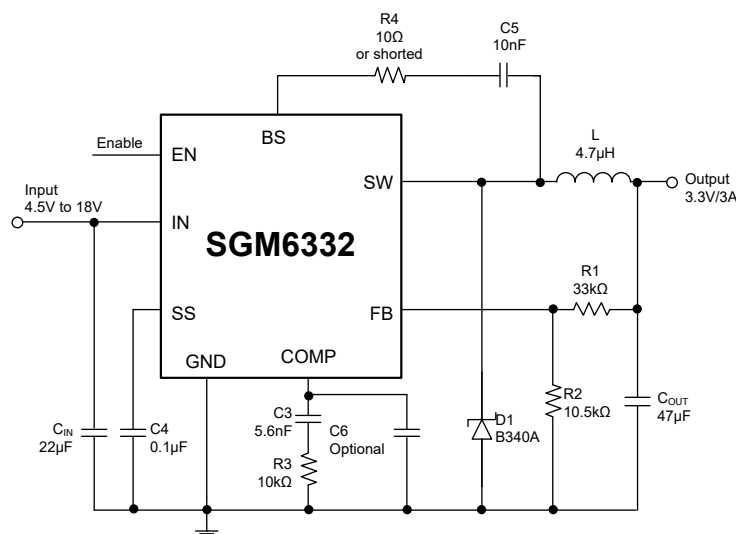 R4
10Ω
or shorted
C5
10nF
Enable
EN
BS
L
4.7μH
SW
Output
3.3V/3A
Input
4.5V to 18V
IN
SGM6332
R1
33kΩ
SS
FB
GND
COMP
C3
5.6nF
C6
Optional
R3
10kΩ
D1
B340A
R2
10.5kΩ
COUT
47μF
CIN
22μF
C4
0.1μF